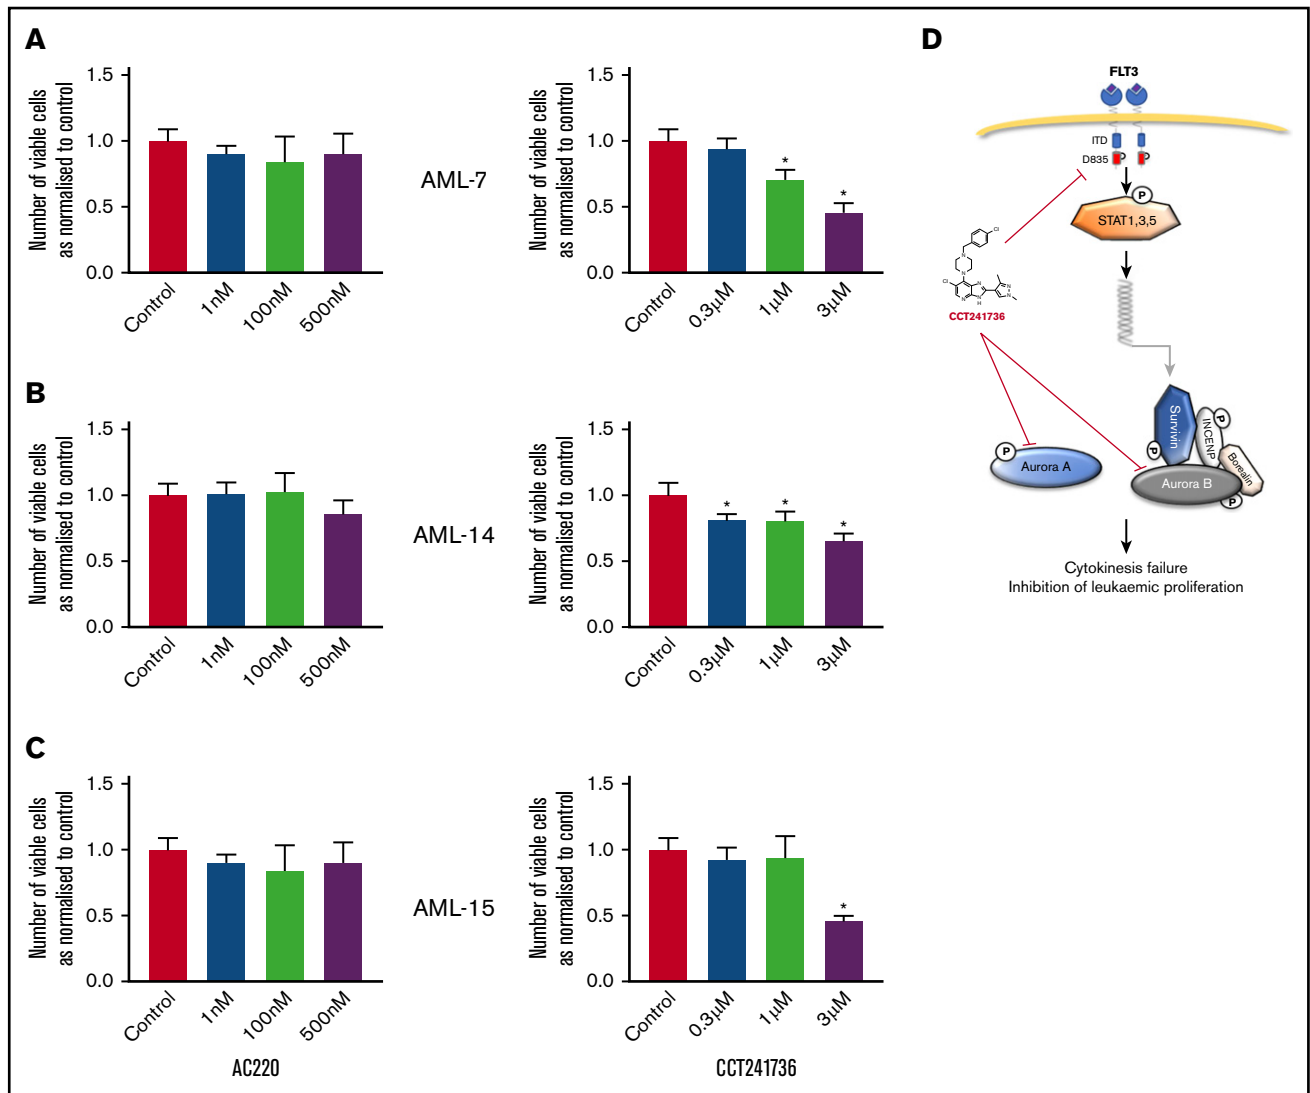 A
Number of viable cells
as normalised to control
1.5
1.0
0.5
0.0
Control
1nM
100nM
500nM
AML-7
Number of viable cells
as normalised to control
1.5
1.0
0.5
0.0
*
*
Control
0.3µM
1µM
3µM
B
Number of viable cells
as normalised to control
1.5
1.0
0.5
0.0
Control
1nM
100nM
500nM
AML-14
Number of viable cells
as normalised to control
1.5
1.0
0.5
0.0
*
*
*
Control
0.3µM
1µM
3µM
C
Number of viable cells
as normalised to control
1.5
1.0
0.5
0.0
Control
1nM
100nM
500nM
AC220
AML-15
Number of viable cells
as normalised to control
1.5
1.0
0.5
0.0
*
Control
0.3µM
1µM
3µM
CCT241736
D
FLT3
ITD
D835
P
P
P
STAT1,3,5
Cl
N
N
Cl
N
N
N
H
N
N
CCT241736
Survivin
P
INCENP
P
Borealin
P
Aurora A
P
Aurora B
P
Cytokinesis failure
Inhibition of leukaemic proliferation